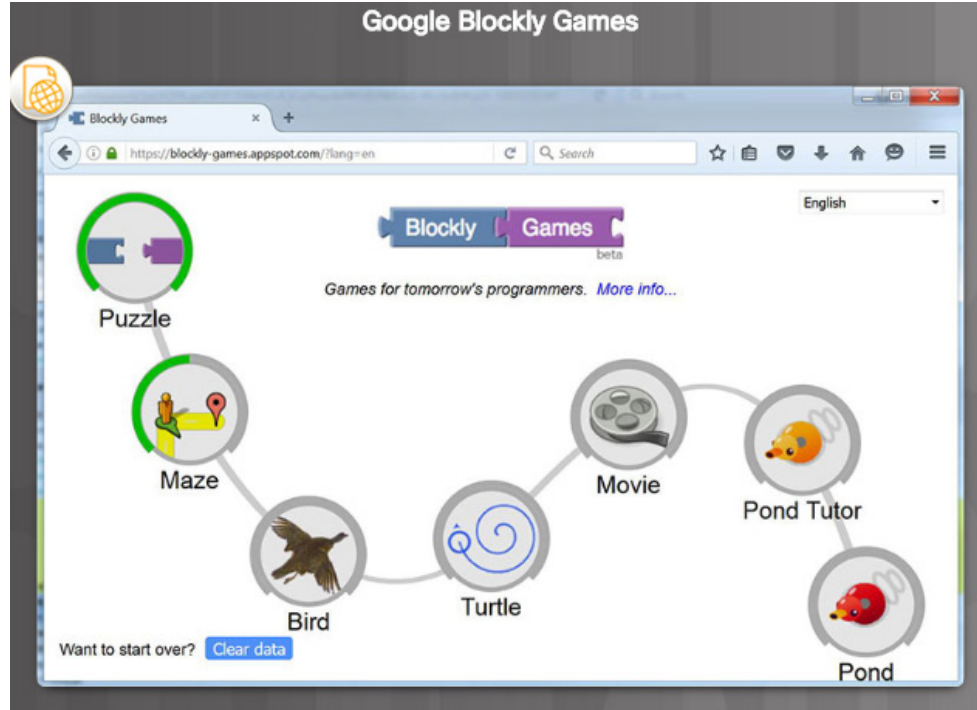 Google Blockly Games
Blockly Games
https://blockly-games.appspot.com/?lang=en
Search
English
Blockly Games
beta
Games for tomorrow's programmers. More info...
Puzzle
Maze
Bird
Turtle
Movie
Pond Tutor
Pond
Want to start over? Clear data